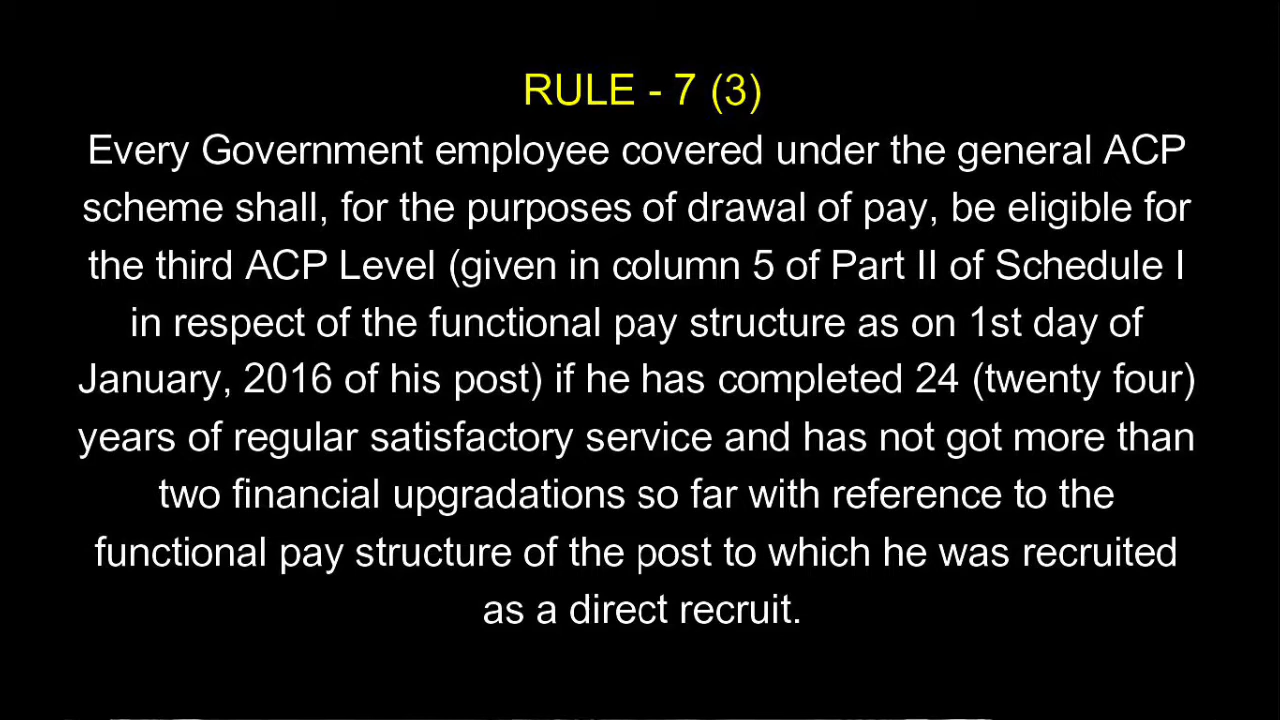 RULE - 7 (3)
Every Government employee covered under the general ACP
scheme shall, for the purposes of drawal of pay, be eligible for
the third ACP Level (given in column 5 of Part II of Schedule I
in respect of the functional pay structure as on 1st day of
January, 2016 of his post) if he has completed 24 (twenty four)
years of regular satisfactory service and has not got more than
two financial upgradations so far with reference to the
functional pay structure of the post to which he was recruited
as a direct recruit.